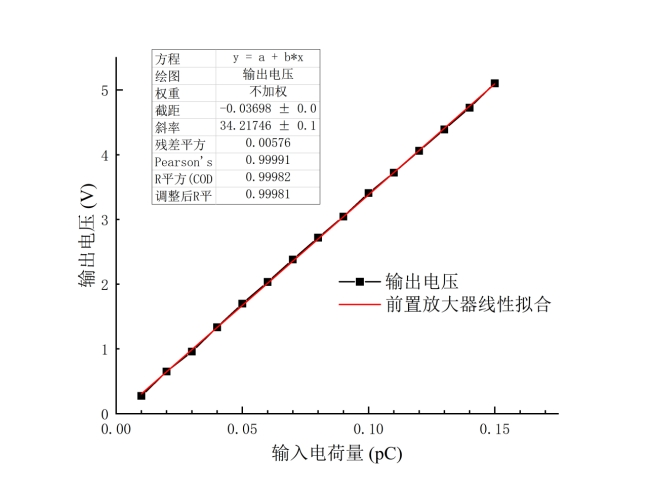 方程 y = a + b*x
绘图 输出电压
权重 不加权
截距 -0.03698 ± 0.0
斜率 34.21746 ± 0.1
残差平方 0.00576
Pearson's 0.99991
R平方(COD 0.99982
调整后R平 0.99981
5
4
3
2
1
0
输出电压 (V)
输出电压
前置放大器线性拟合
0.00 0.05 0.10 0.15
输入电荷量 (pC)